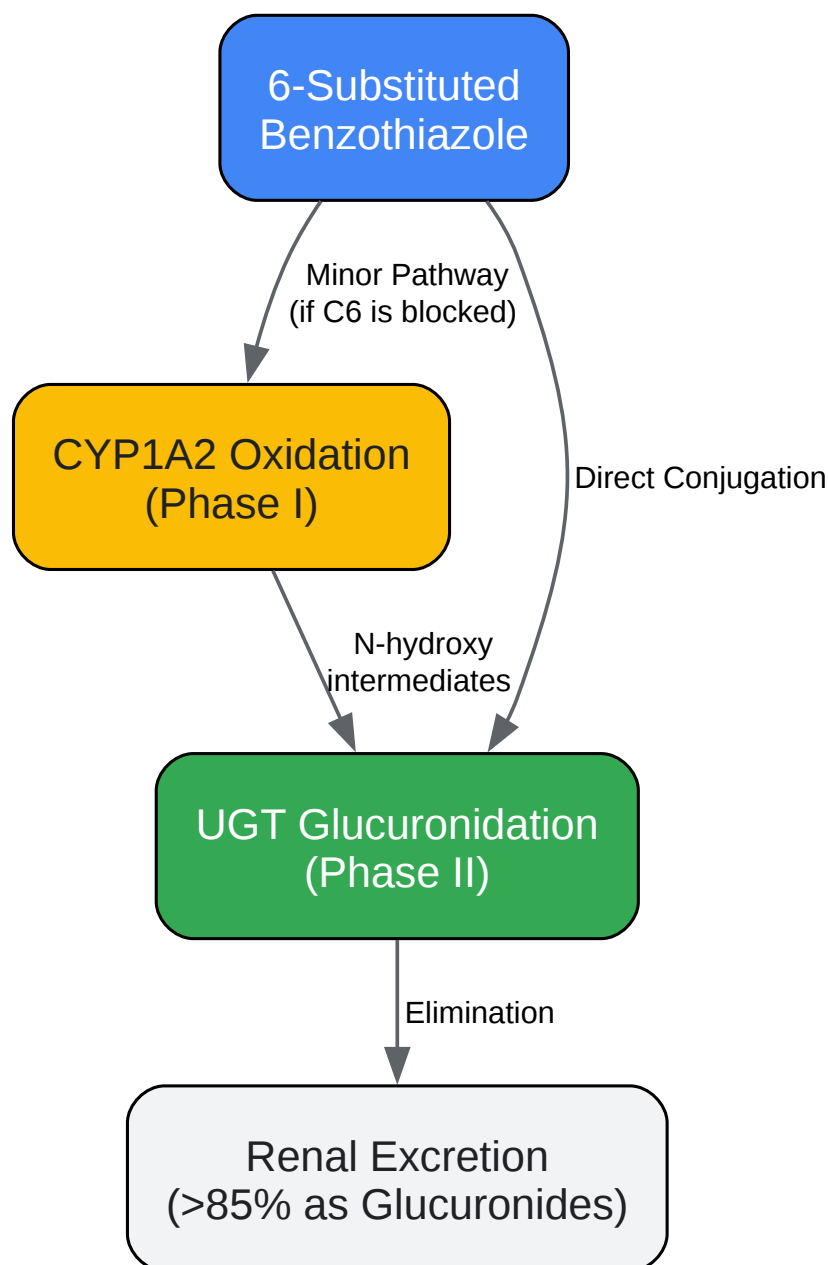 6-Substituted
Benzothiazole
Minor Pathway
(if C6 is blocked)
CYP1A2 Oxidation
(Phase I)
Direct Conjugation
N-hydroxy
intermediates
UGT Glucuronidation
(Phase II)
Elimination
Renal Excretion
(>85% as Glucuronides)